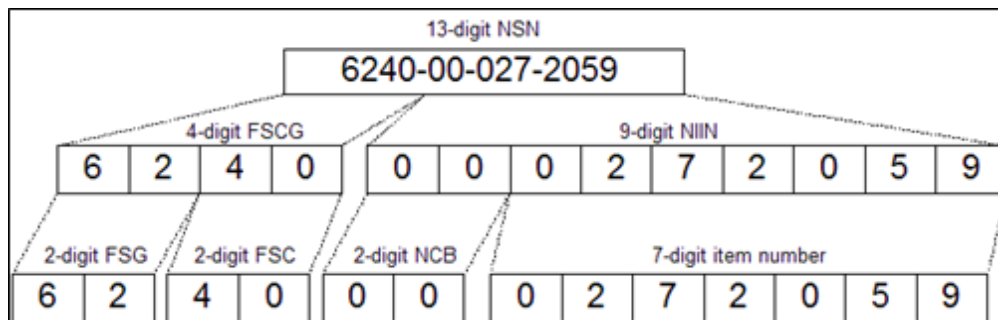 13-digit NSN
6240-00-027-2059
4-digit FSCG 9-digit NIIN
6 2 4 0 0 0 0 2 7 2 0 5 9
2-digit FSG 2-digit FSC 2-digit NCB 7-digit item number
6 2 4 0 0 0 0 2 7 2 0 5 9